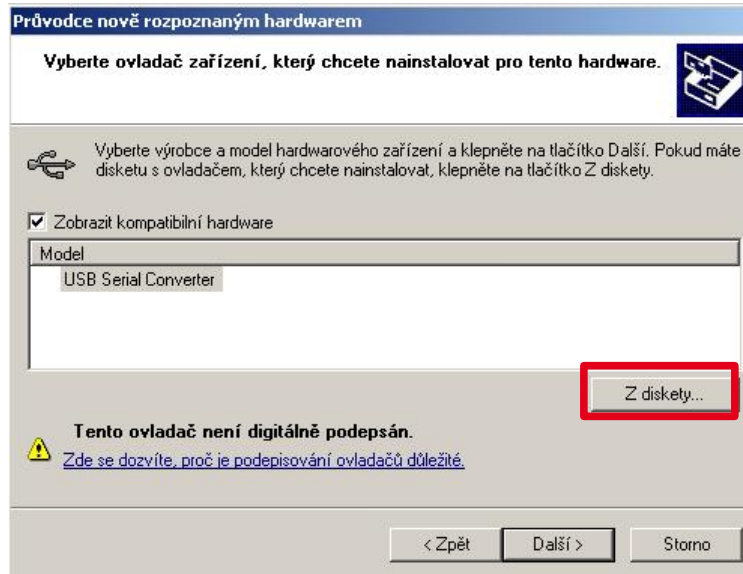 Průvodce nově rozpoznaným hardwarem
Vyberte ovladač zařízení, který chcete nainstalovat pro tento hardware.
Vyberte výrobce a model hardwarového zařízení a klepněte na tlačítko Další. Pokud máte
disketu s ovladačem, který chcete nainstalovat, klepněte na tlačítko Z diskety.
Zobrazit kompatibilní hardware
Model
USB Serial Converter
Z diskety...
Tento ovladač není digitálně podepsán.
Zde se dozvíte, proč je podepisování ovladačů důležité.
< Zpět
Další >
Storno